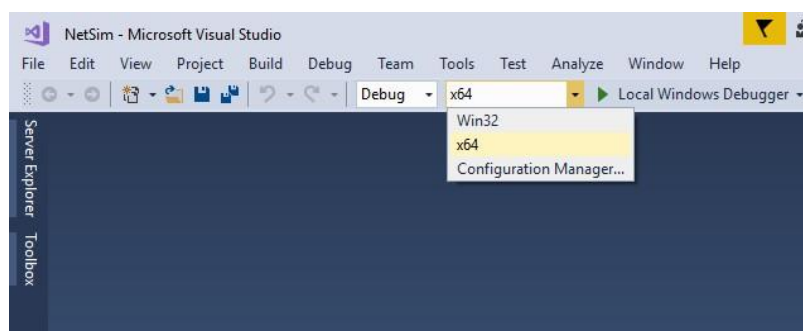 NetSim - Microsoft Visual Studio
File Edit View Project Build Debug Team Tools Test Analyze Window Help
Debug x64 Local Windows Debugger
Win32
x64
Configuration Manager...
Server Explorer
Toolbox